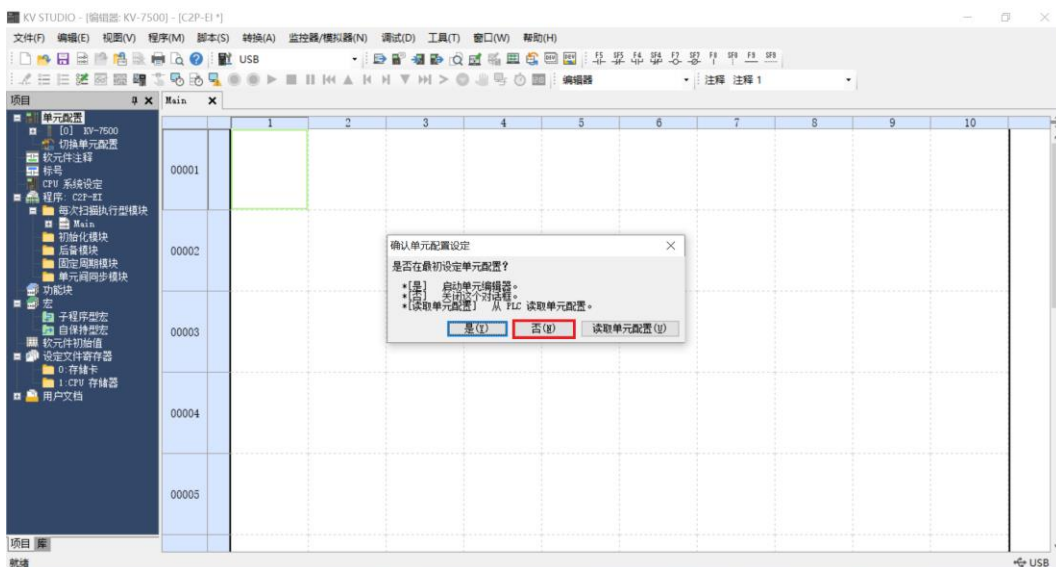 KV STUDIO - [编辑器: KV-7500] - [C2P-EI *]
文件(F) 编辑(E) 视图(V) 程序(M) 脚本(S) 转换(A) 监控器/模拟器(N) 调试(D) 工具(T) 窗口(W) 帮助(H)
USB
编辑器 注释 注释 1
项目
Main
单元配置
[0] KV-7500
切换单元配置
软元件注释
标号
CPU 系统设定
程序: C2P-EI
每次扫描执行型模块
Main
初始化模块
后备模块
固定周期模块
单元间同步模块
功能块
宏
子程序型宏
自保持型宏
软元件初始值
设定文件寄存器
0:存储卡
1:CPU 存储器
用户文档
1 2 3 4 5 6 7 8 9 10
00001
00002
00003
00004
00005
确认单元配置设定
是否在最初设定单元配置?
*[是] 启动单元编辑器。
*[否] 关闭这个对话框。
*[读取单元配置] 从 PLC 读取单元配置。
是(Y) 否(N) 读取单元配置(U)
项目 库
就绪
USB